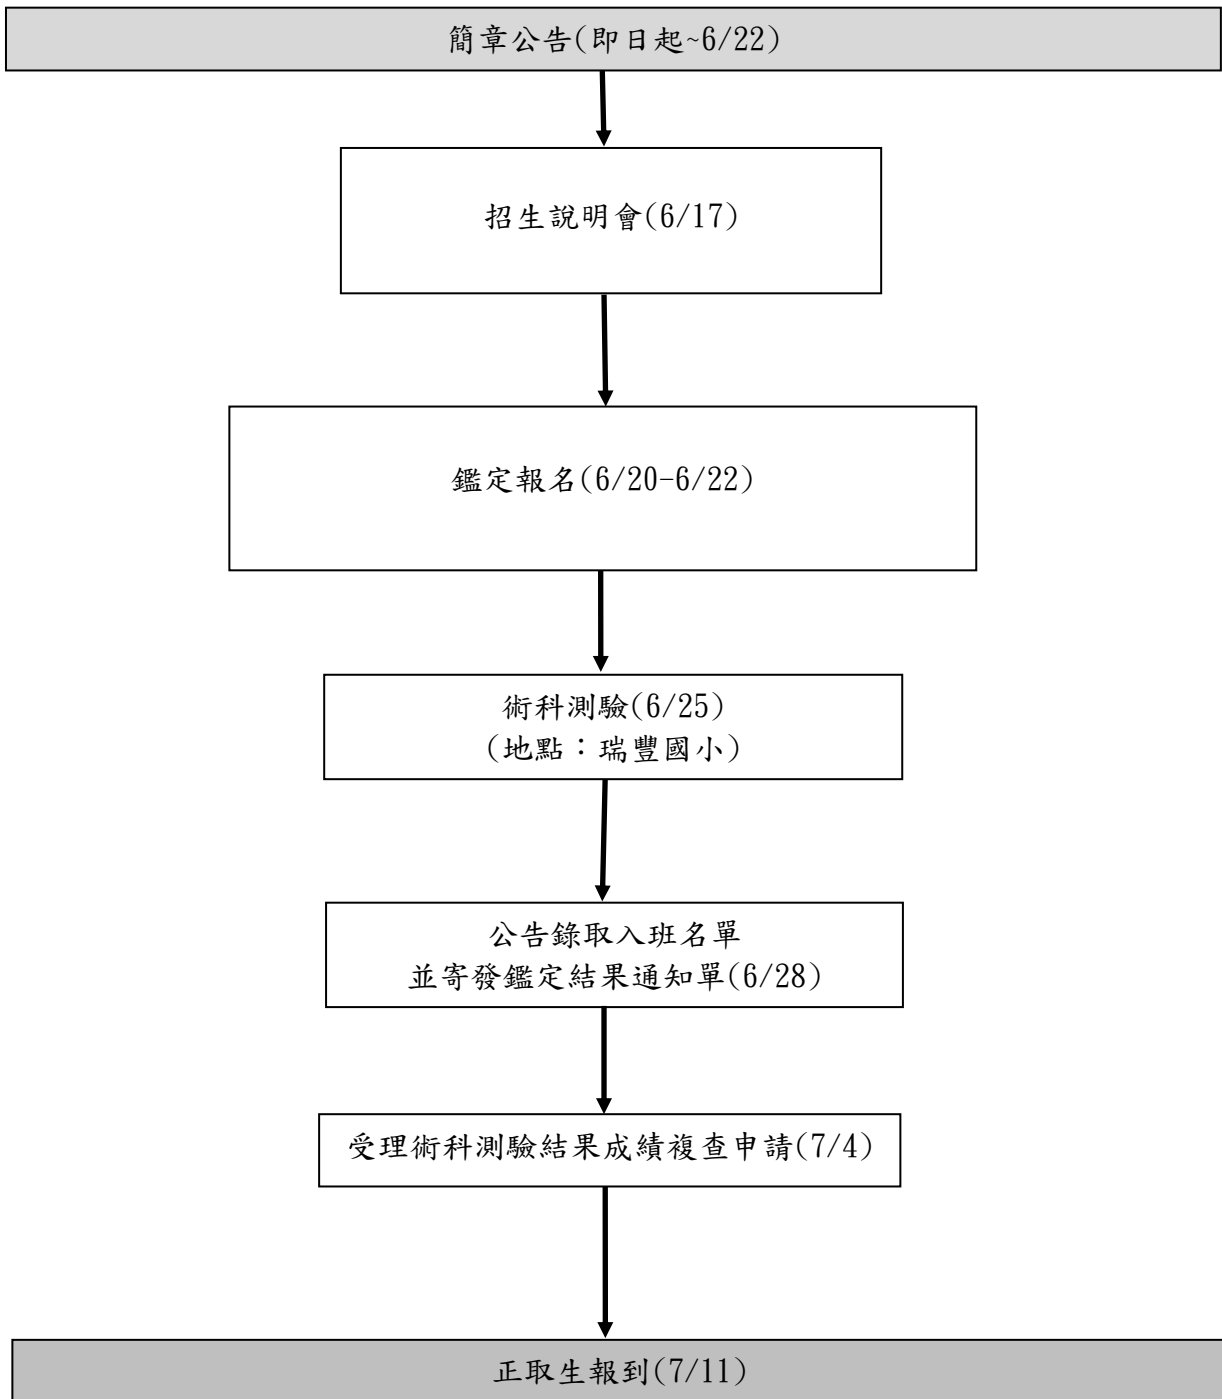 簡章公告(即日起~6/22)
招生說明會(6/17)
鑑定報名(6/20-6/22)
術科測驗(6/25)
(地點：瑞豐國小)
公告錄取入班名單
並寄發鑑定結果通知單(6/28)
受理術科測驗結果成績複查申請(7/4)
正取生報到(7/11)